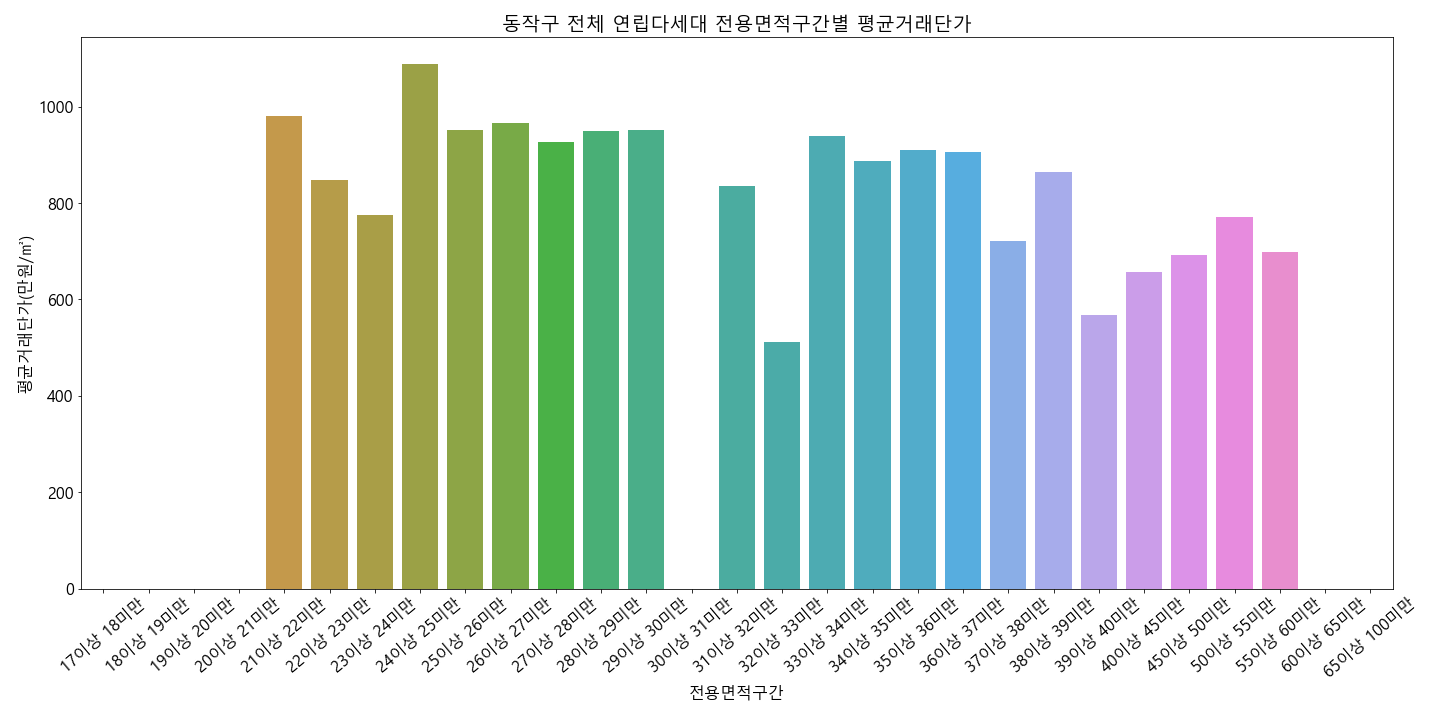 동작구 전체 연립다세대 전용면적구간별 평균거래단가
평균거래단가(만원/㎡)
1000
800
600
400
200
0
17이상 18미만
18이상 19미만
19이상 20미만
20이상 21미만
21이상 22미만
22이상 23미만
23이상 24미만
24이상 25미만
25이상 26미만
26이상 27미만
27이상 28미만
28이상 29미만
29이상 30미만
30이상 31미만
31이상 32미만
32이상 33미만
33이상 34미만
34이상 35미만
35이상 36미만
36이상 37미만
37이상 38미만
38이상 39미만
39이상 40미만
40이상 45미만
45이상 50미만
50이상 55미만
55이상 60미만
60이상 65미만
65이상 100미만
전용면적구간